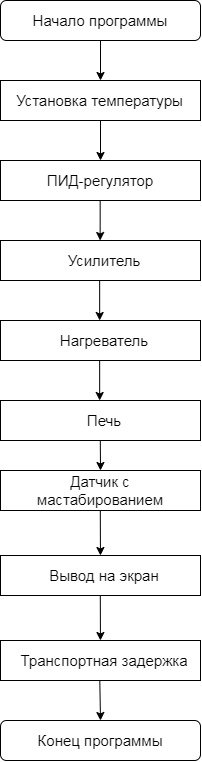 Начало программы
Установка температуры
ПИД-регулятор
Усилитель
Нагреватель
Печь
Датчик с
мастабированием
Вывод на экран
Транспортная задержка
Конец программы